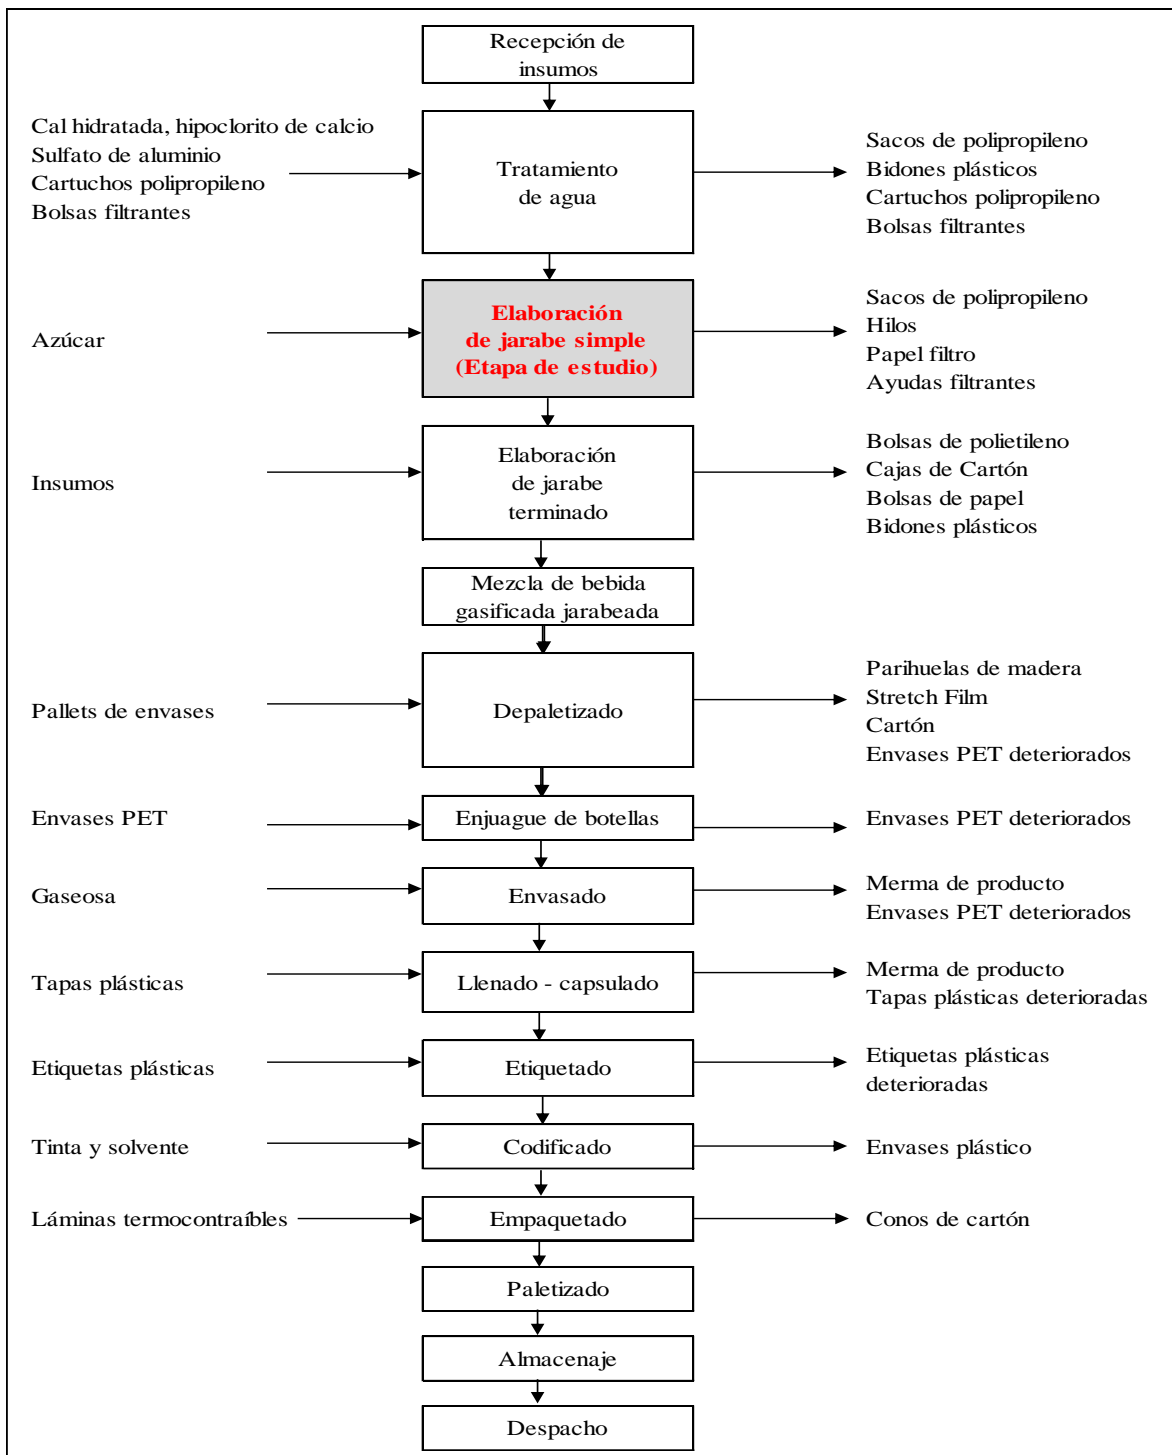 Recepción de
insumos
Cal hidratada, hipoclorito de calcio
Sulfato de aluminio
Cartuchos polipropileno
Bolsas filtrantes
Tratamiento
de agua
Sacos de polipropileno
Bidones plásticos
Cartuchos polipropileno
Bolsas filtrantes
Azúcar
Elaboración
de jarabe simple
(Etapa de estudio)
Sacos de polipropileno
Hilos
Papel filtro
Ayudas filtrantes
Insumos
Elaboración
de jarabe
terminado
Bolsas de polietileno
Cajas de Cartón
Bolsas de papel
Bidones plásticos
Mezcla de bebida
gasificada jarabeada
Pallets de envases
Depaletizado
Parihuelas de madera
Stretch Film
Cartón
Envases PET deteriorados
Envases PET
Enjuague de botellas
Envases PET deteriorados
Gaseosa
Envasado
Merma de producto
Envases PET deteriorados
Tapas plásticas
Llenado - capsulado
Merma de producto
Tapas plásticas deterioradas
Etiquetas plásticas
Etiquetado
Etiquetas plásticas
deterioradas
Tinta y solvente
Codificado
Envases plástico
Láminas termocontraíbles
Empaquetado
Conos de cartón
Paletizado
Almacenaje
Despacho